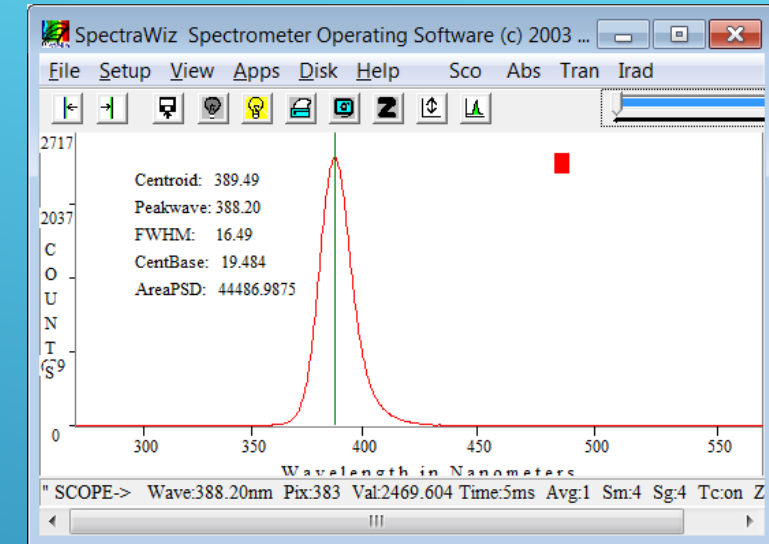 SpectraWiz Spectrometer Operating Software (c) 2003 ...
File Setup View Apps Disk Help Sco Abs Tran Irad
Z
2717
Centroid: 389.49
Peakwave: 388.20
2037
FWHM: 16.49
CentBase: 19.484
AreaPSD: 44486.9875
COUNTS
0
300 350 400 450 500 550
Wavelength in Nanometers
" SCOPE-> Wave:388.20nm Pix:383 Val:2469.604 Time:5ms Avg:1 Sm:4 Sg:4 Tc:on Z